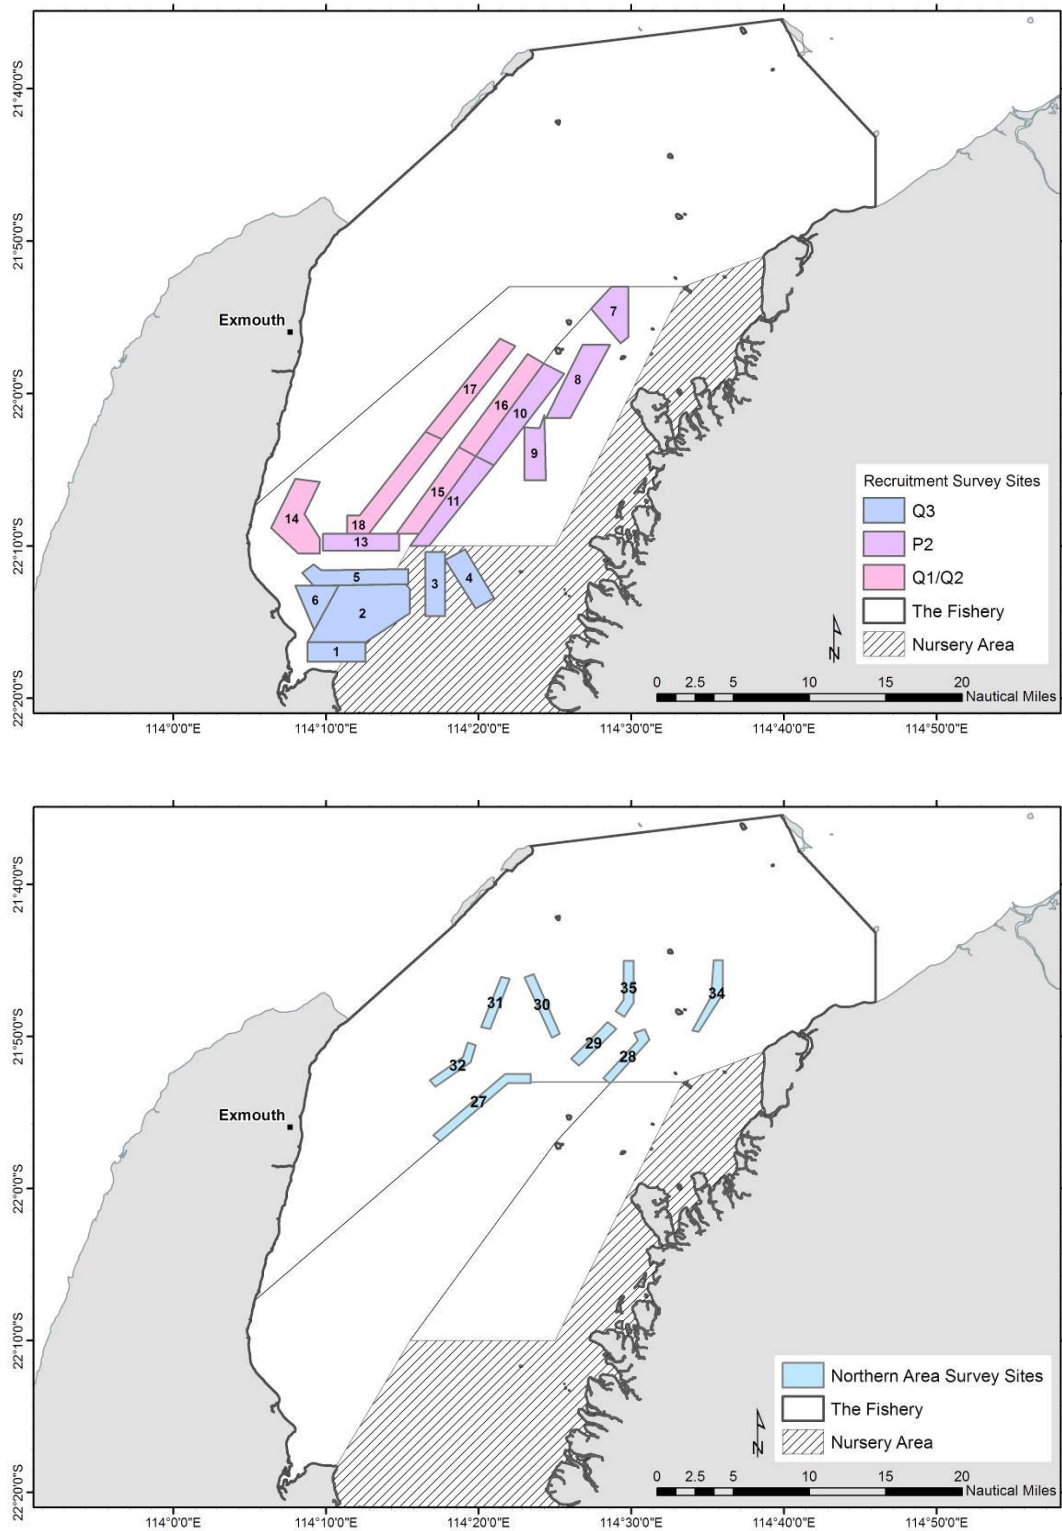 21°40'0"S
21°50'0"S
22°0'0"S
22°10'0"S
22°20'0"S
Exmouth
7
8
17
16
10
9
15
11
14
18
13
5
3
4
6
2
1
Recruitment Survey Sites
Q3
P2
Q1/Q2
The Fishery
Nursery Area
N
0 2.5 5 10 15 20
Nautical Miles
114°0'0"E 114°10'0"E 114°20'0"E 114°30'0"E 114°40'0"E 114°50'0"E
21°40'0"S
21°50'0"S
22°0'0"S
22°10'0"S
22°20'0"S
Exmouth
35
34
31
30
29
28
32
27
Northern Area Survey Sites
The Fishery
Nursery Area
N
0 2.5 5 10 15 20
Nautical Miles
114°0'0"E 114°10'0"E 114°20'0"E 114°30'0"E 114°40'0"E 114°50'0"E